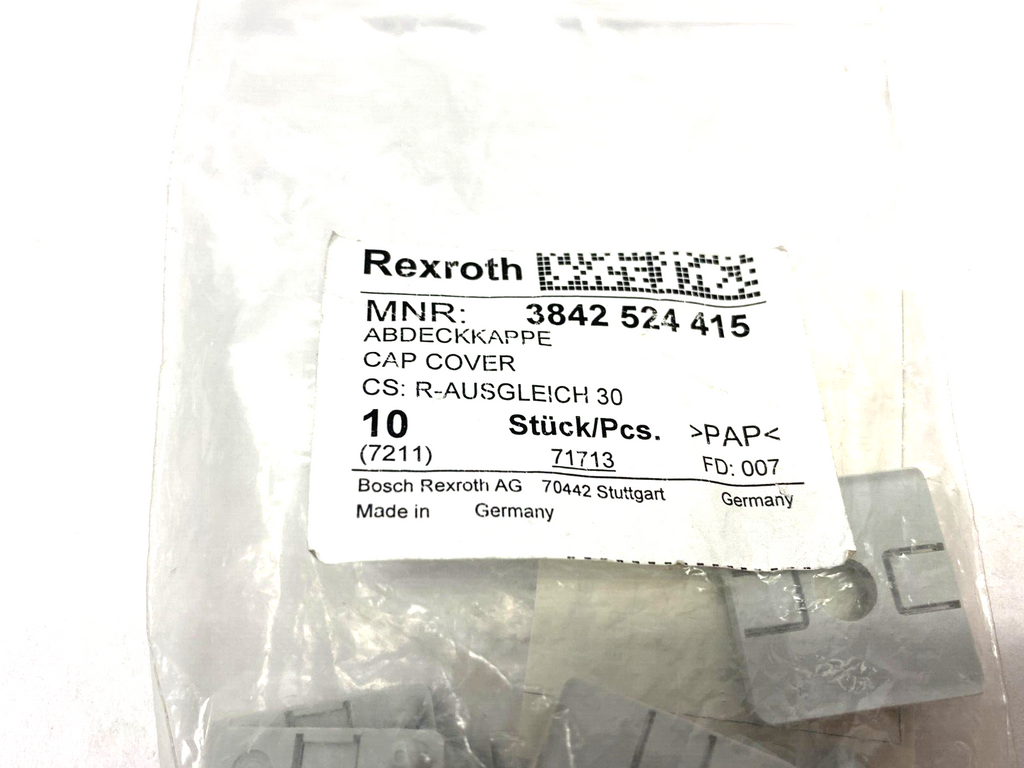 Rexroth
MNR: 3842 524 415
ABDECKKAPPE
CAP COVER
CS: R-AUSGLEICH 30
10 Stück/Pcs. >PAP<
(7211) 71713 FD: 007
Bosch Rexroth AG 70442 Stuttgart Germany
Made in Germany